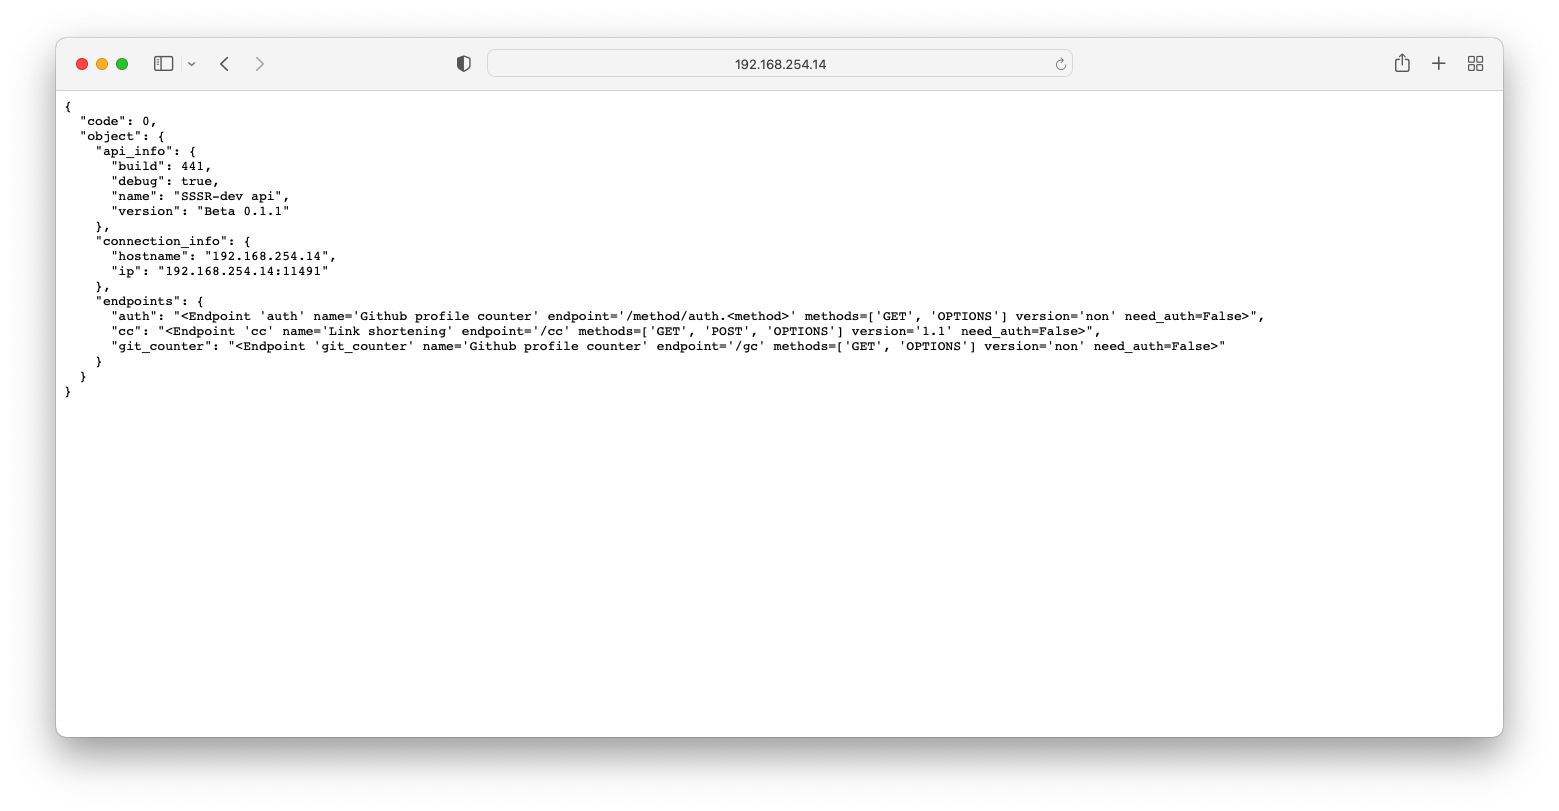 192.168.254.14
{
  "code": 0,
  "object": {
    "api_info": {
      "build": 441,
      "debug": true,
      "name": "SSSR-dev api",
      "version": "Beta 0.1.1"
    },
    "connection_info": {
      "hostname": "192.168.254.14",
      "ip": "192.168.254.14:11491"
    },
    "endpoints": {
      "auth": "<Endpoint 'auth' name='Github profile counter' endpoint='/method/auth.<method>' methods=['GET', 'OPTIONS'] version='non' need_auth=False>",
      "cc": "<Endpoint 'cc' name='Link shortening' endpoint='/cc' methods=['GET', 'POST', 'OPTIONS'] version='1.1' need_auth=False>",
      "git_counter": "<Endpoint 'git_counter' name='Github profile counter' endpoint='/gc' methods=['GET', 'OPTIONS'] version='non' need_auth=False>"
    }
  }
}